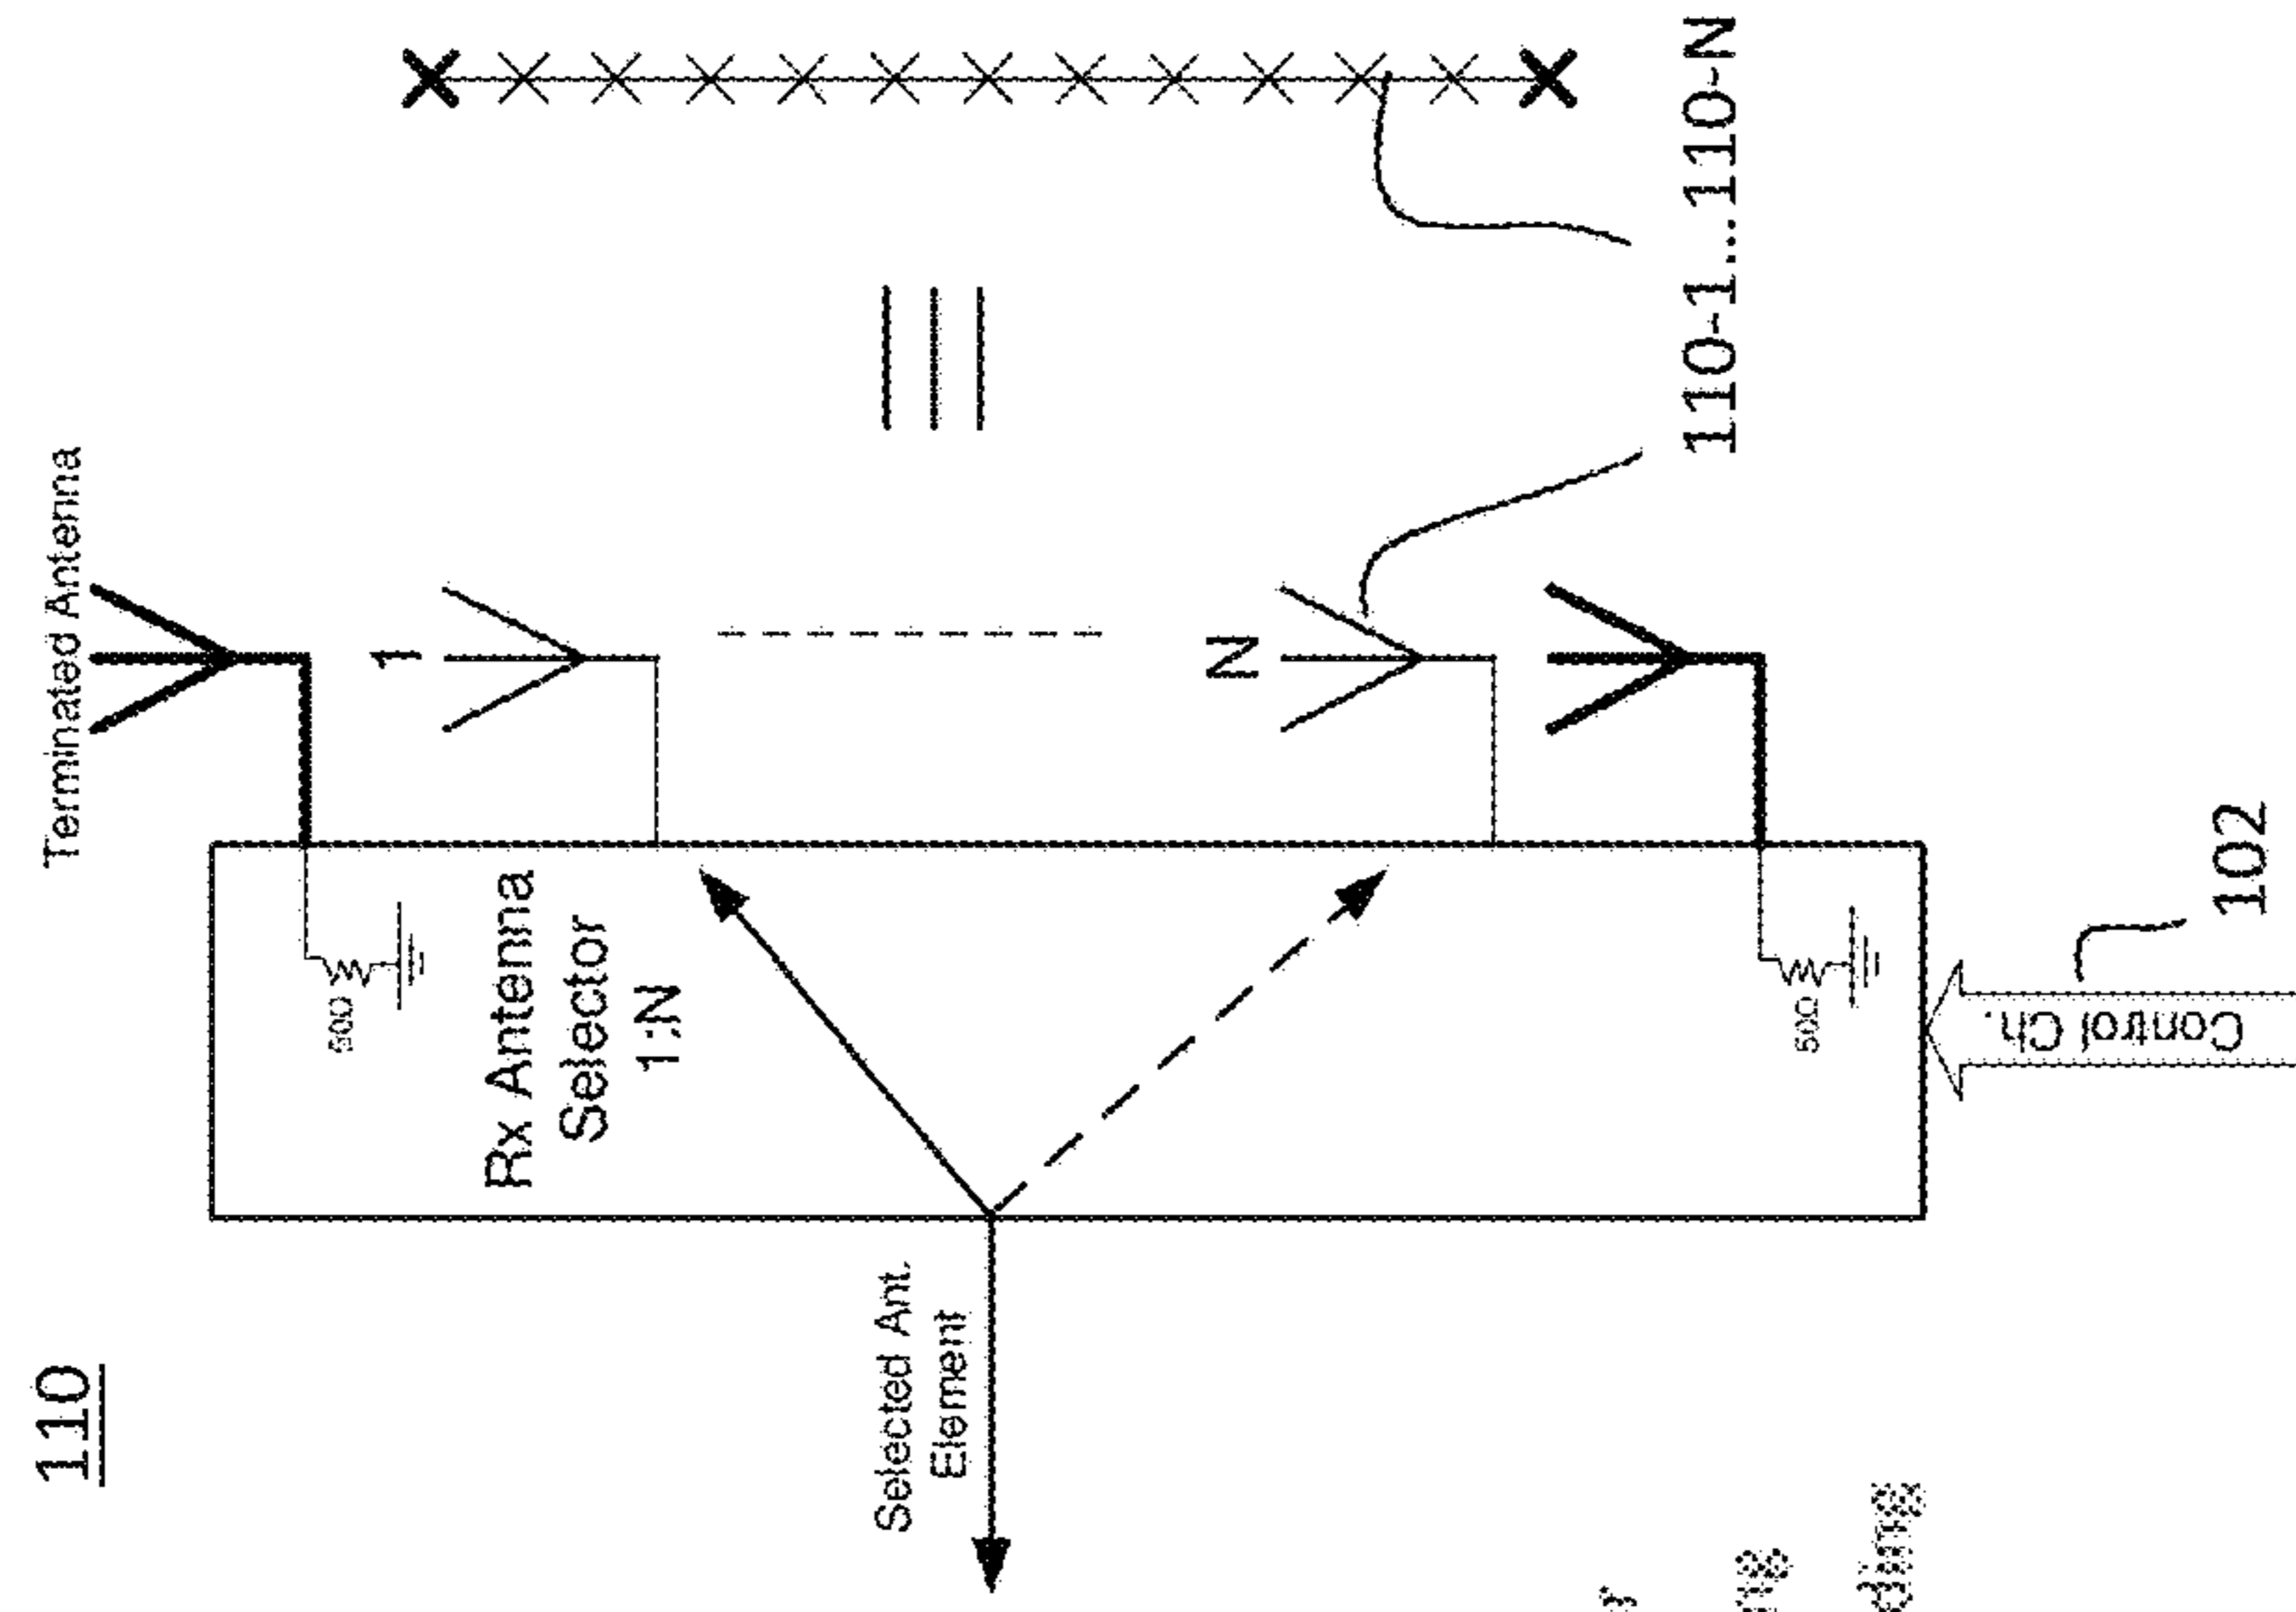 110
Terminated Antenna
50Ω
Rx Antenna
Selector
1:N
1
N
Selected Ant.
Element
110-1...110-N
50Ω
Control Ch.
102